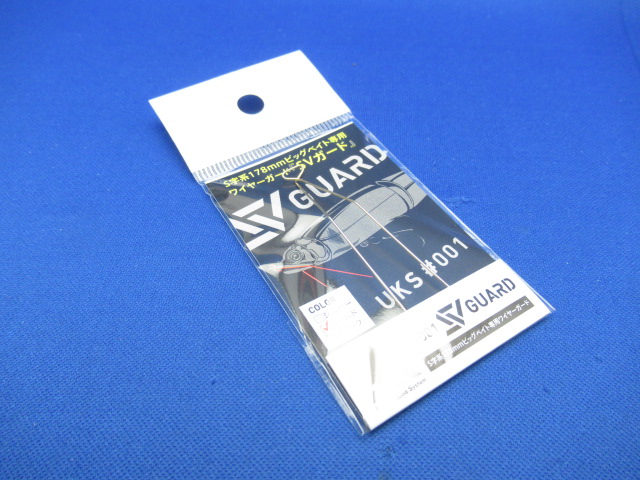 S字系178mmビッグベイト専用
ワイヤーガード『SVガード』
SV GUARD
UKS #001
COLOR
SV GUARD
S字系178mmビッグベイト専用ワイヤーガード
System